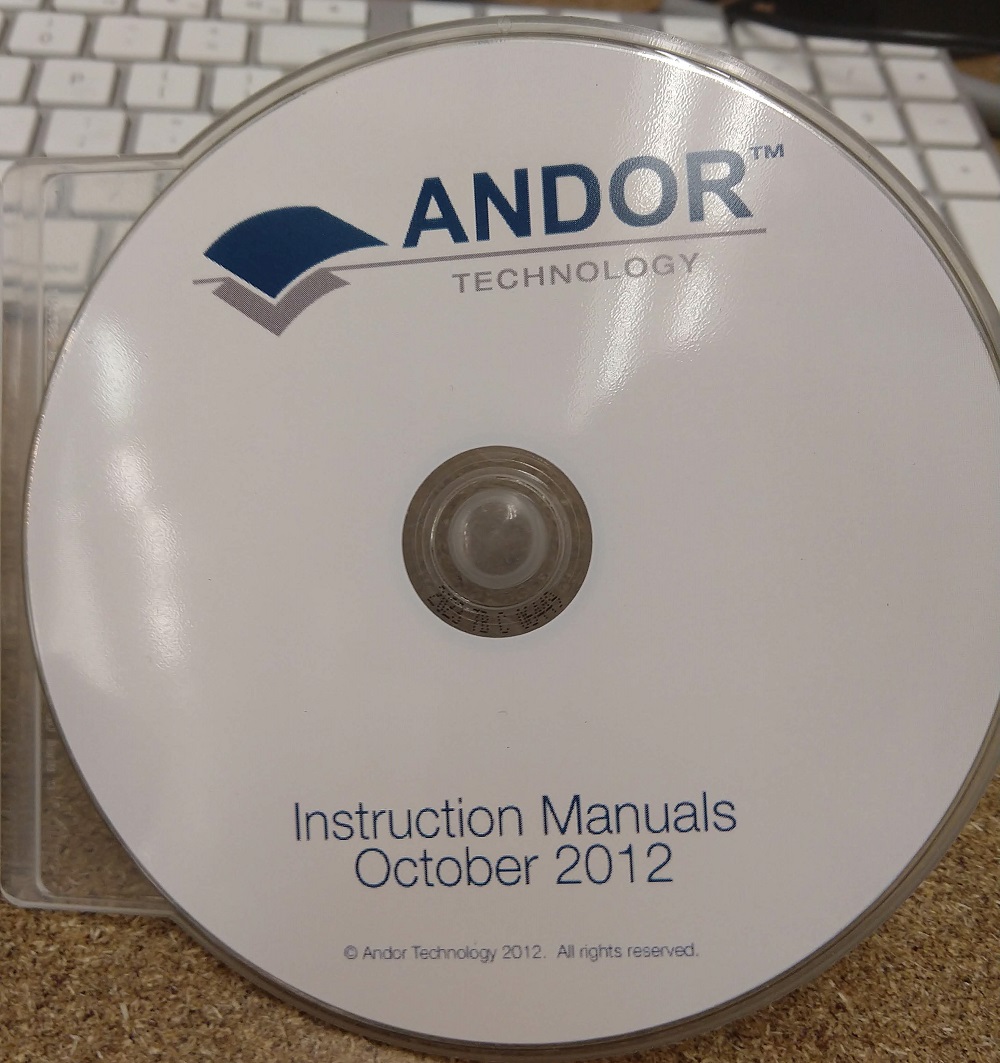 ANDOR™
TECHNOLOGY
Instruction Manuals
October 2012
© Andor Technology 2012. All rights reserved.